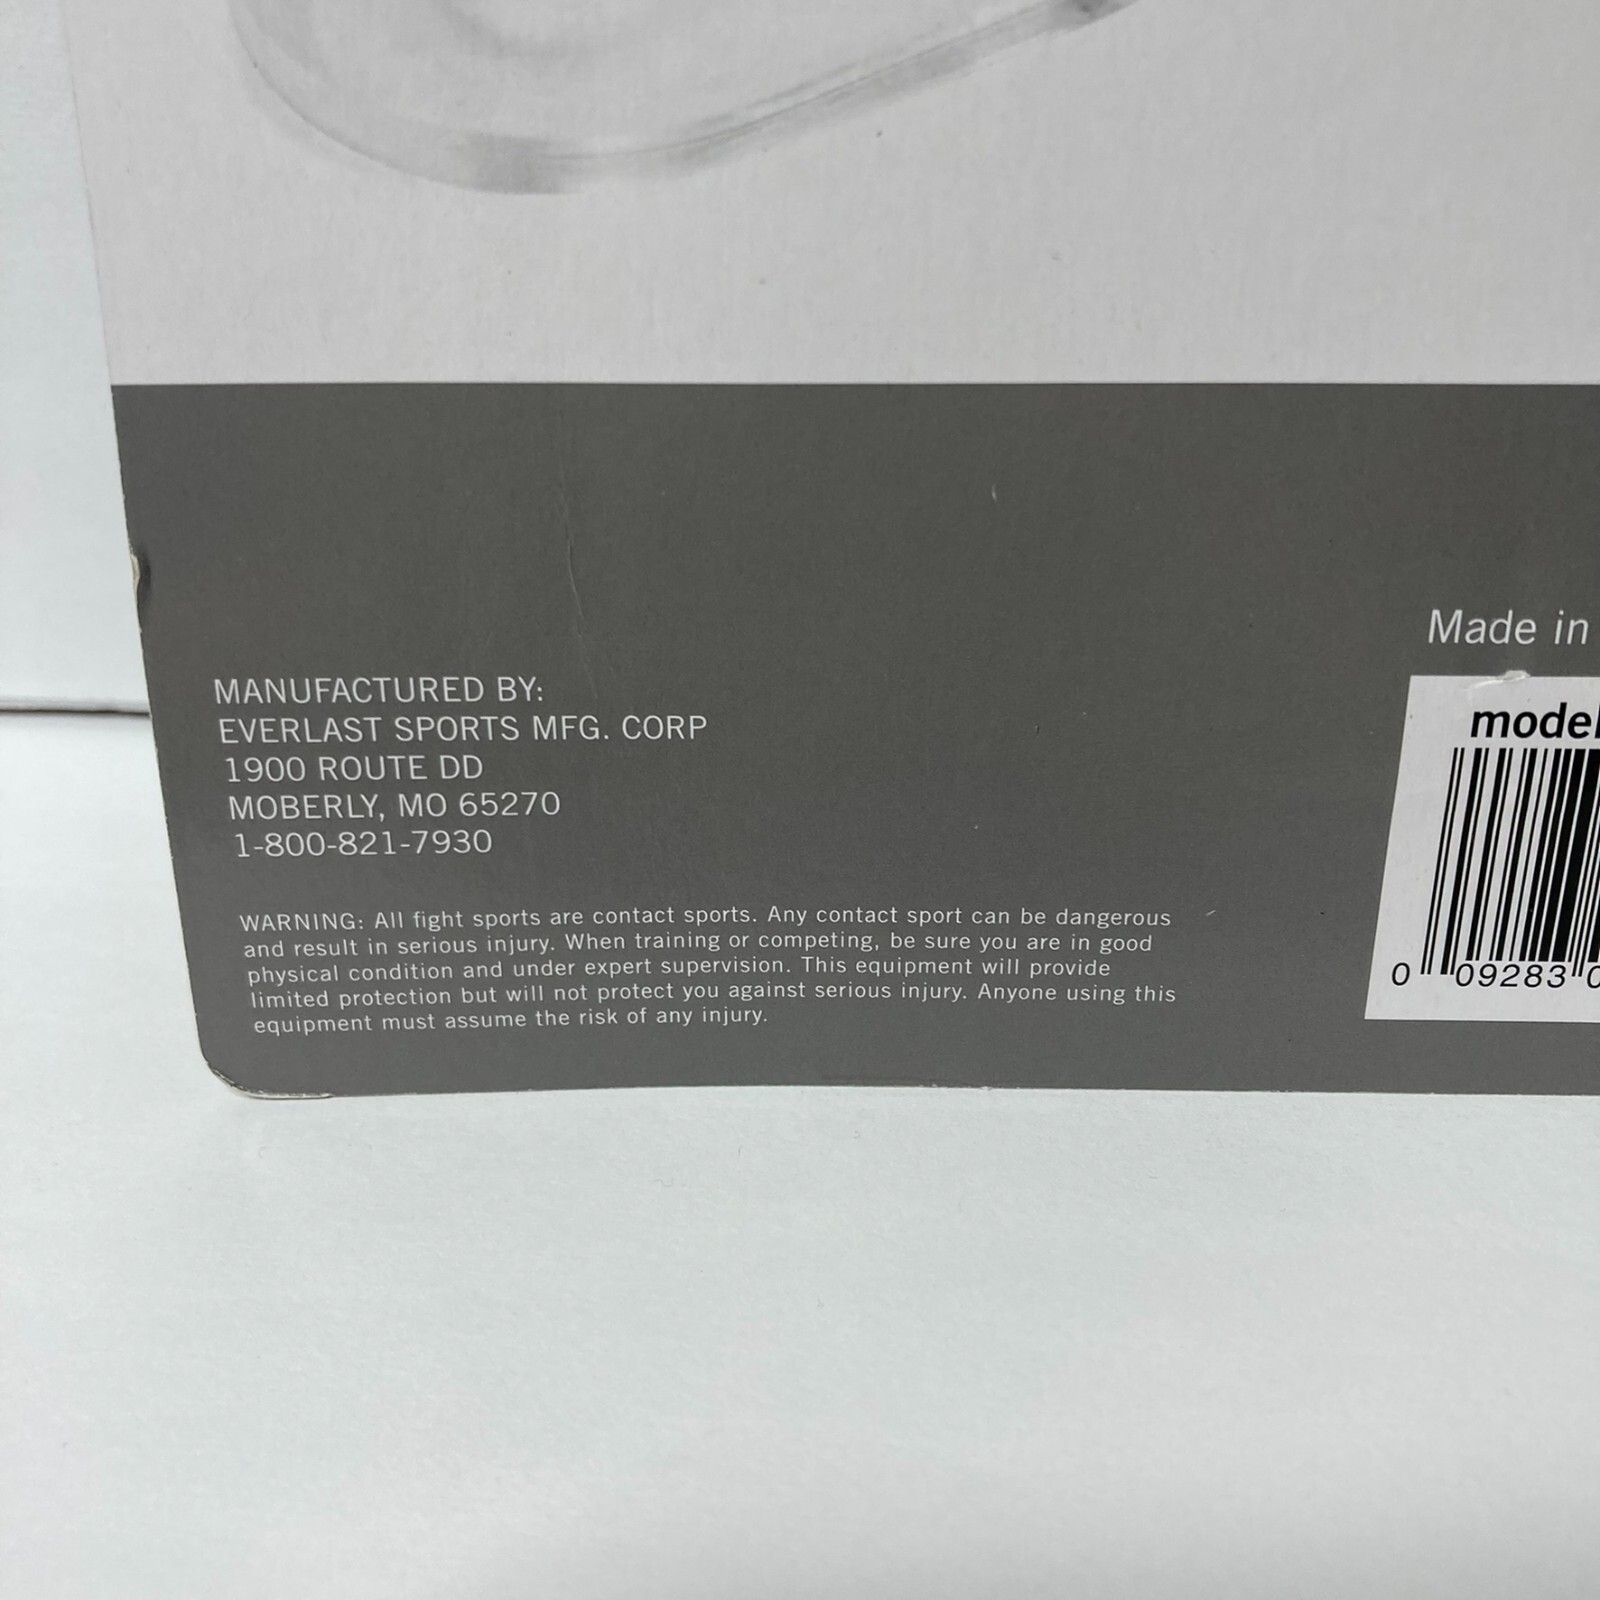 MANUFACTURED BY:
EVERLAST SPORTS MFG. CORP
1900 ROUTE DD
MOBERLY, MO 65270
1-800-821-7930
WARNING: All fight sports are contact sports. Any contact sport can be dangerous
and result in serious injury. When training or competing, be sure you are in good
physical condition and under expert supervision. This equipment will provide
limited protection but will not protect you against serious injury. Anyone using this
equipment must assume the risk of any injury.
Made in
model
0 09283 0